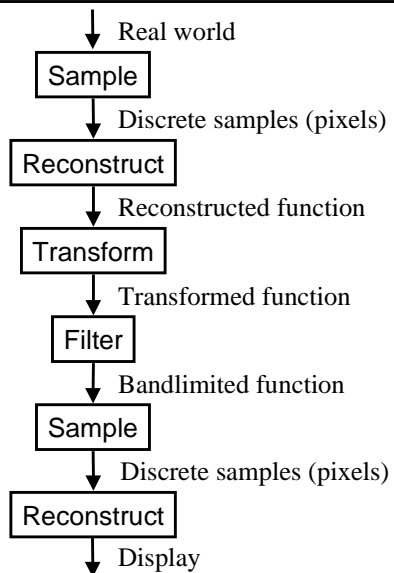 Real world
Sample
Discrete samples (pixels)
Reconstruct
Reconstructed function
Transform
Transformed function
Filter
Bandlimited function
Sample
Discrete samples (pixels)
Reconstruct
Display